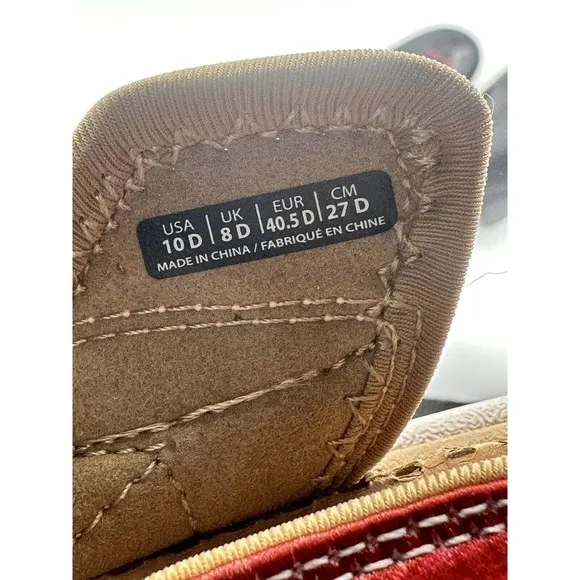 USA | UK | EUR | CM
10 D | 8 D | 40.5 D | 27 D
MADE IN CHINA / FABRIQUÉ EN CHINE